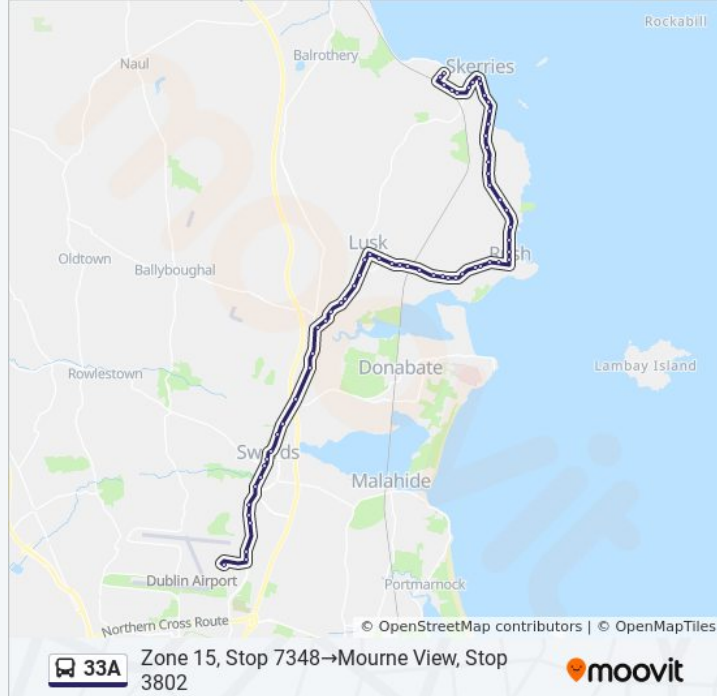 Rockabill
Skerries
Balrothery
Naul
Lusk
Rush
Oldtown
Ballyboughal
Donabate
Lambay Island
Rowlestown
Swords
Malahide
Dublin Airport
Portmarnock
Northern Cross Route
© OpenStreetMap contributors | © OpenMapTiles
33A
Zone 15, Stop 7348→Mourne View, Stop
3802
moovit